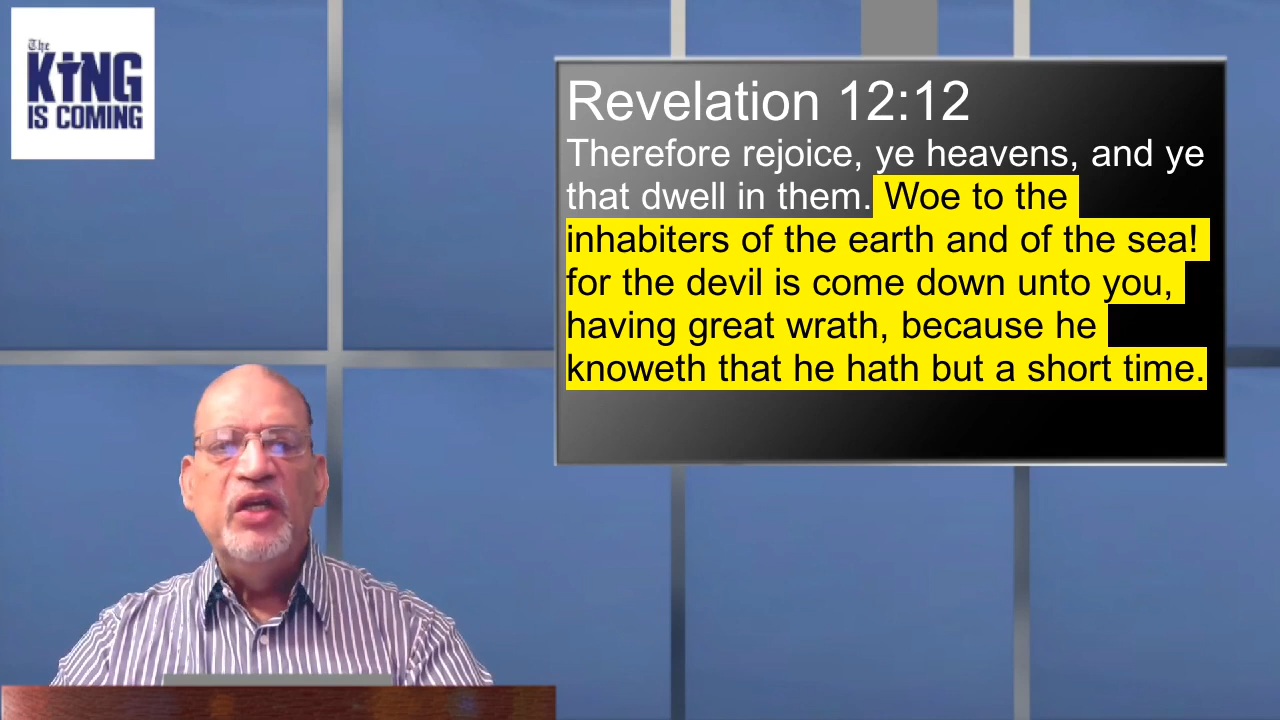 The
KING
IS COMING
Revelation 12:12
Therefore rejoice, ye heavens, and ye
that dwell in them. Woe to the
inhabiters of the earth and of the sea!
for the devil is come down unto you,
having great wrath, because he
knoweth that he hath but a short time.